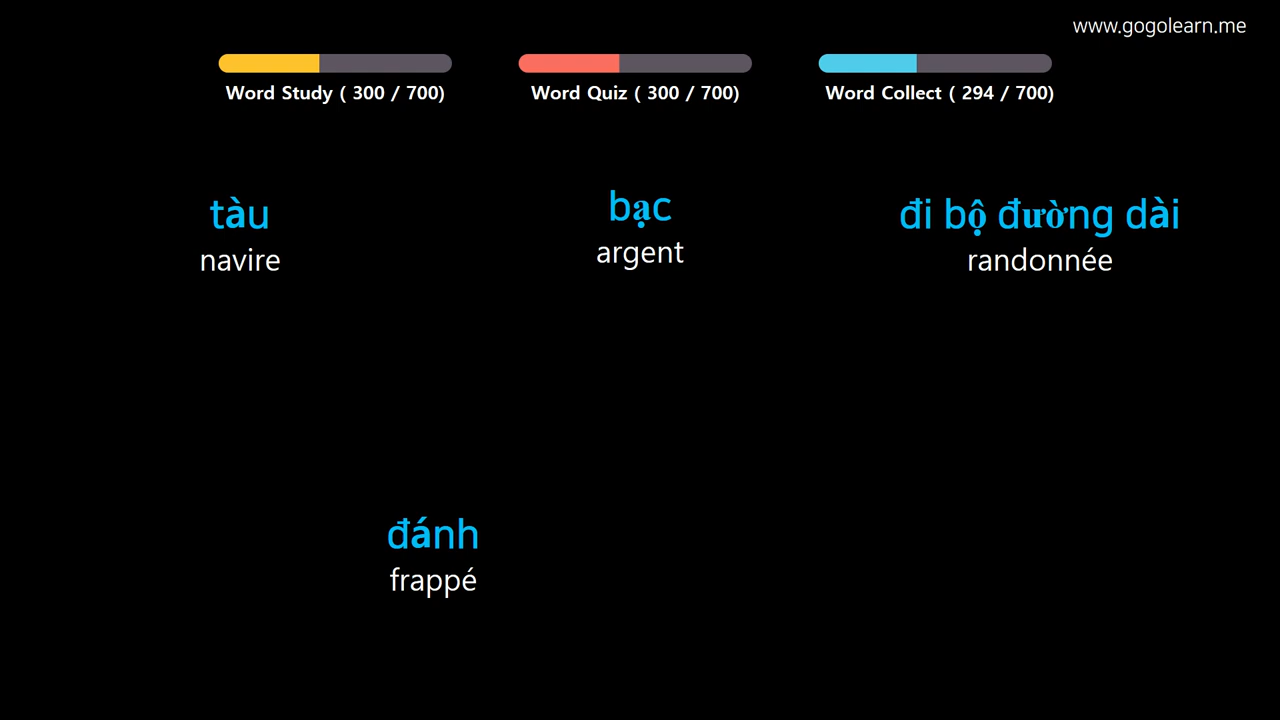 www.gogolearn.me
Word Study ( 300 / 700)
Word Quiz ( 300 / 700)
Word Collect ( 294 / 700)
tàu
navire
bạc
argent
đi bộ đường dài
randonnée
đánh
frappé